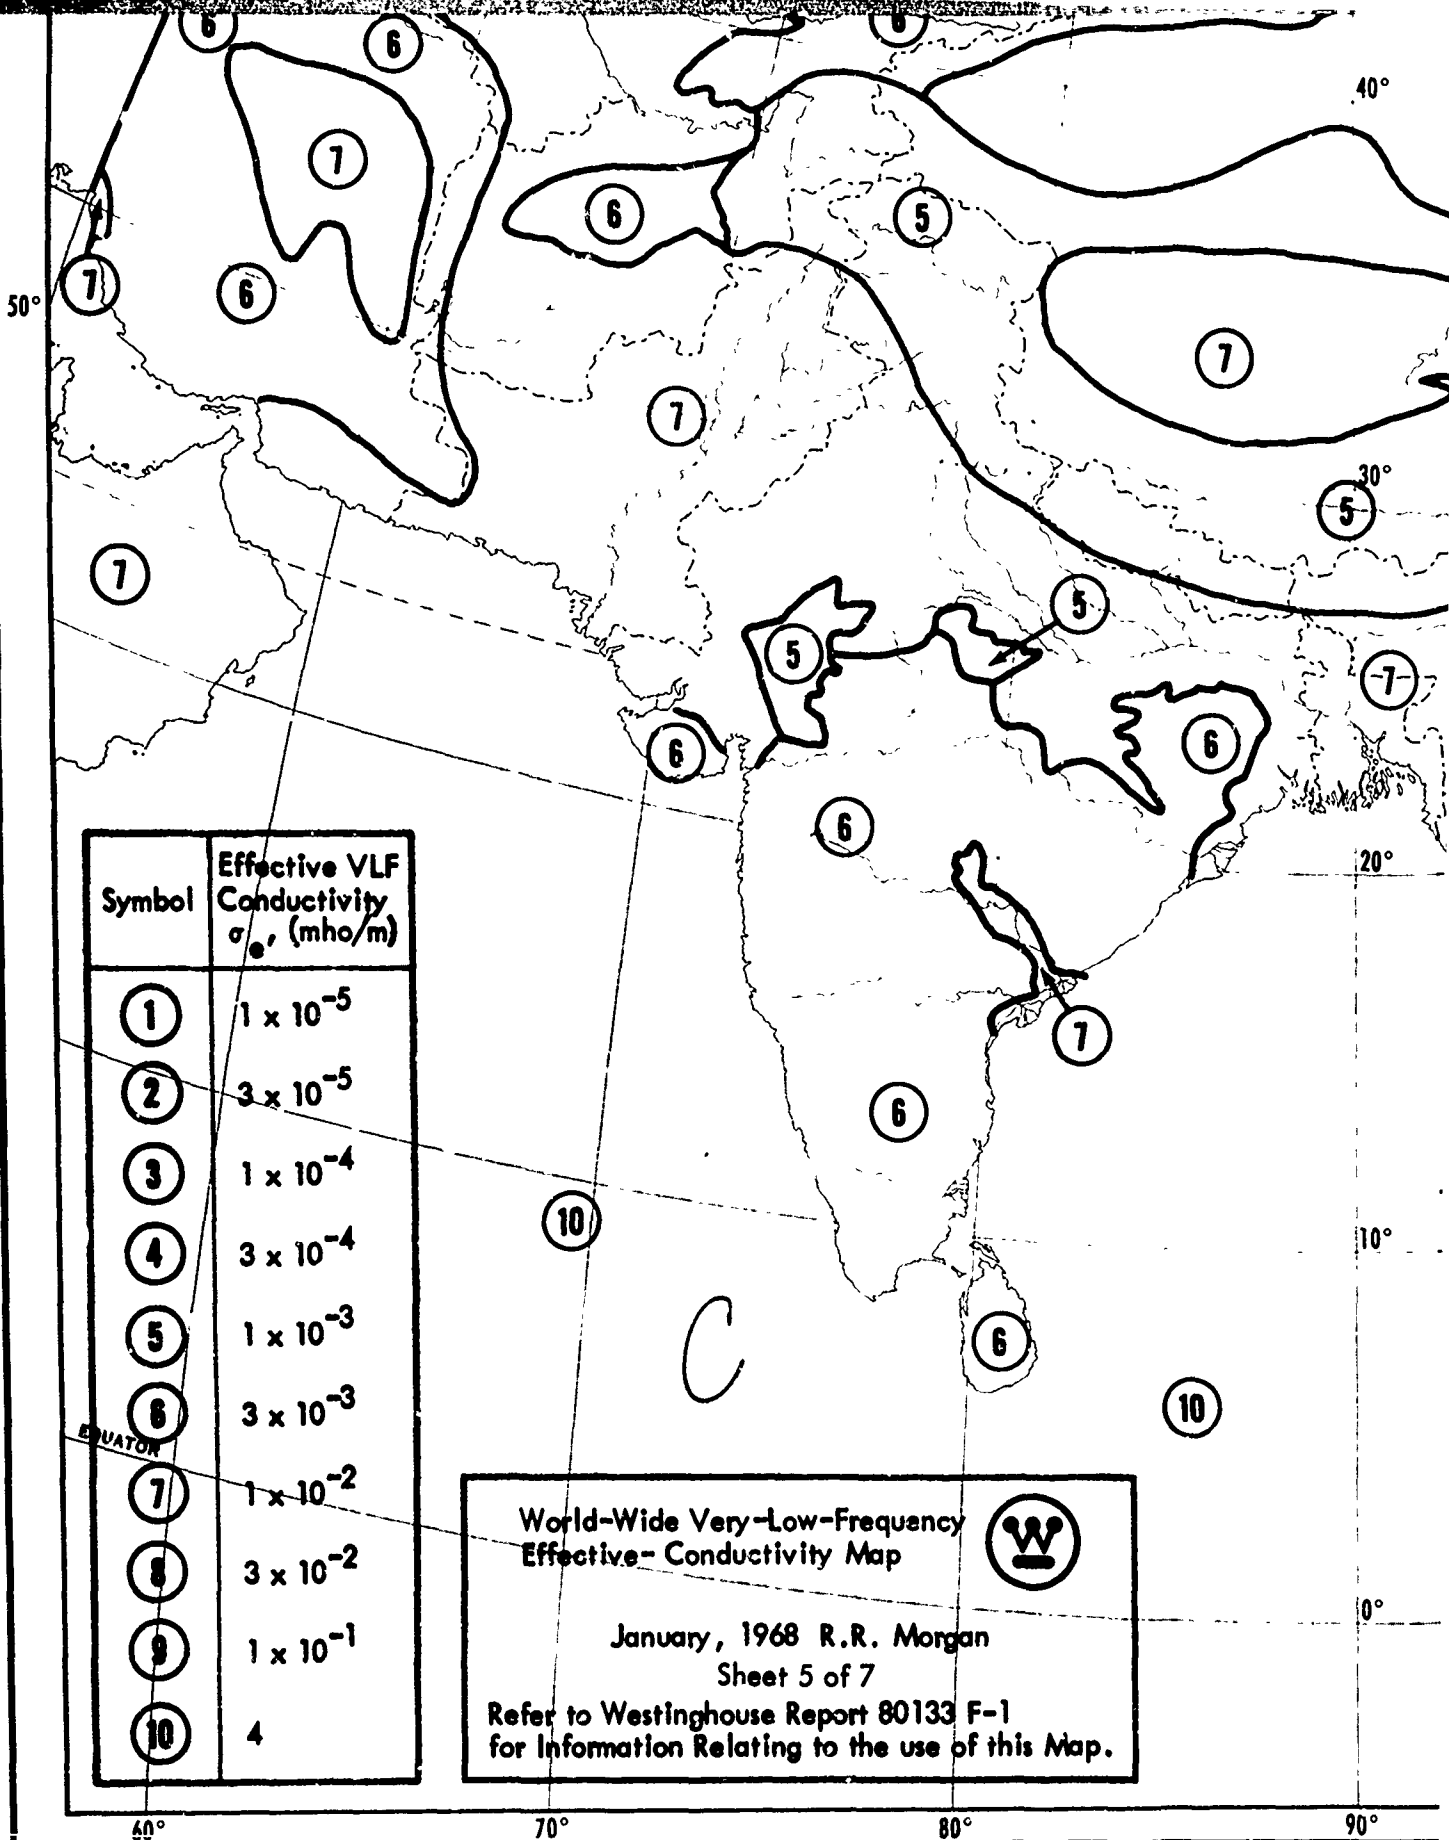 6
6
6
40°
7
6
5
7
6
50°
7
7
30°
5
7
5
5
7
6
6
6
20°
7
6
10
10°
6
10
0°
Symbol
Effective VLF
Conductivity
σe, (mho/m)
1 1 x 10⁻⁵
2 3 x 10⁻⁵
3 1 x 10⁻⁴
4 3 x 10⁻⁴
5 1 x 10⁻³
6 3 x 10⁻³
EQUATOR
7 1 x 10⁻²
8 3 x 10⁻²
9 1 x 10⁻¹
10 4
World-Wide Very-Low-Frequency
Effective- Conductivity Map
W
January, 1968 R.R. Morgan
Sheet 5 of 7
Refer to Westinghouse Report 80133 F-1
for Information Relating to the use of this Map.
60° 70° 80° 90°